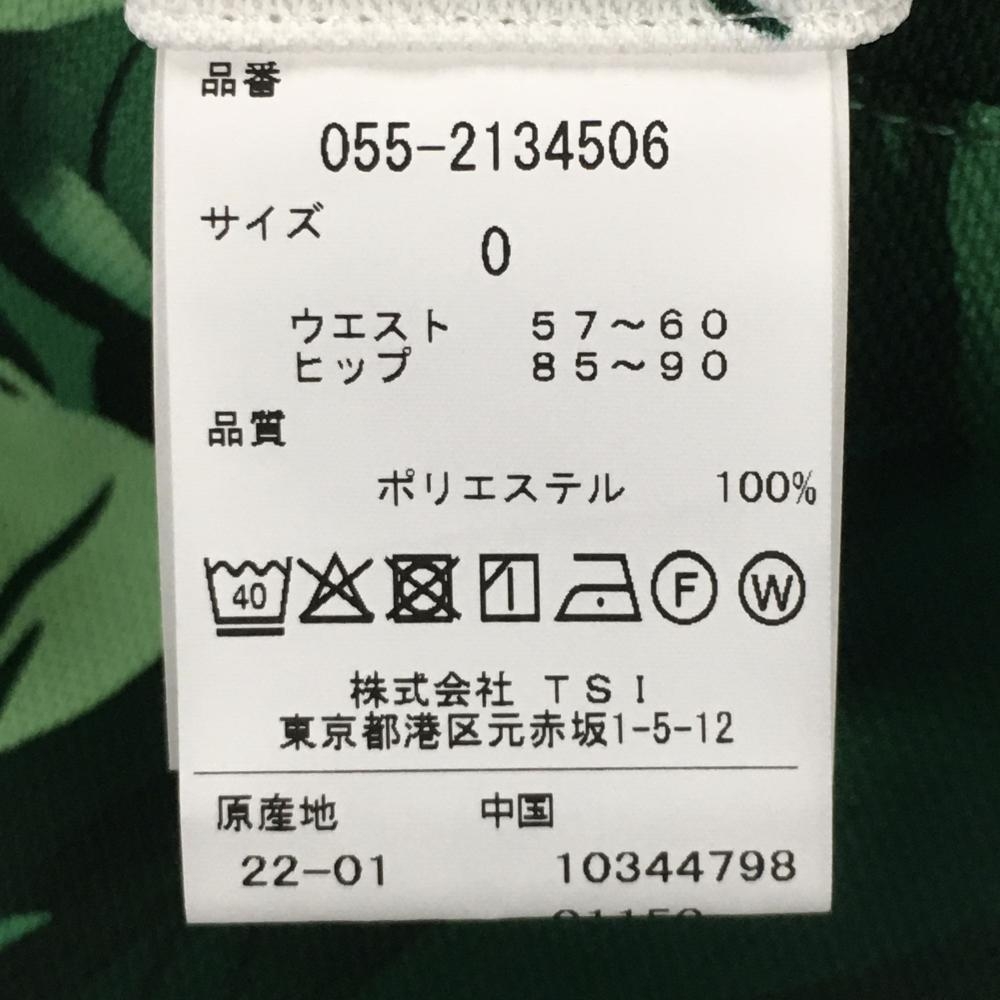 品番
055-2134506
サイズ
0
ウエスト 57～60
ヒップ 85～90
品質
ポリエステル 100%
40 F W
株式会社 TSI
東京都港区元赤坂1-5-12
原産地 中国
22-01 10344798